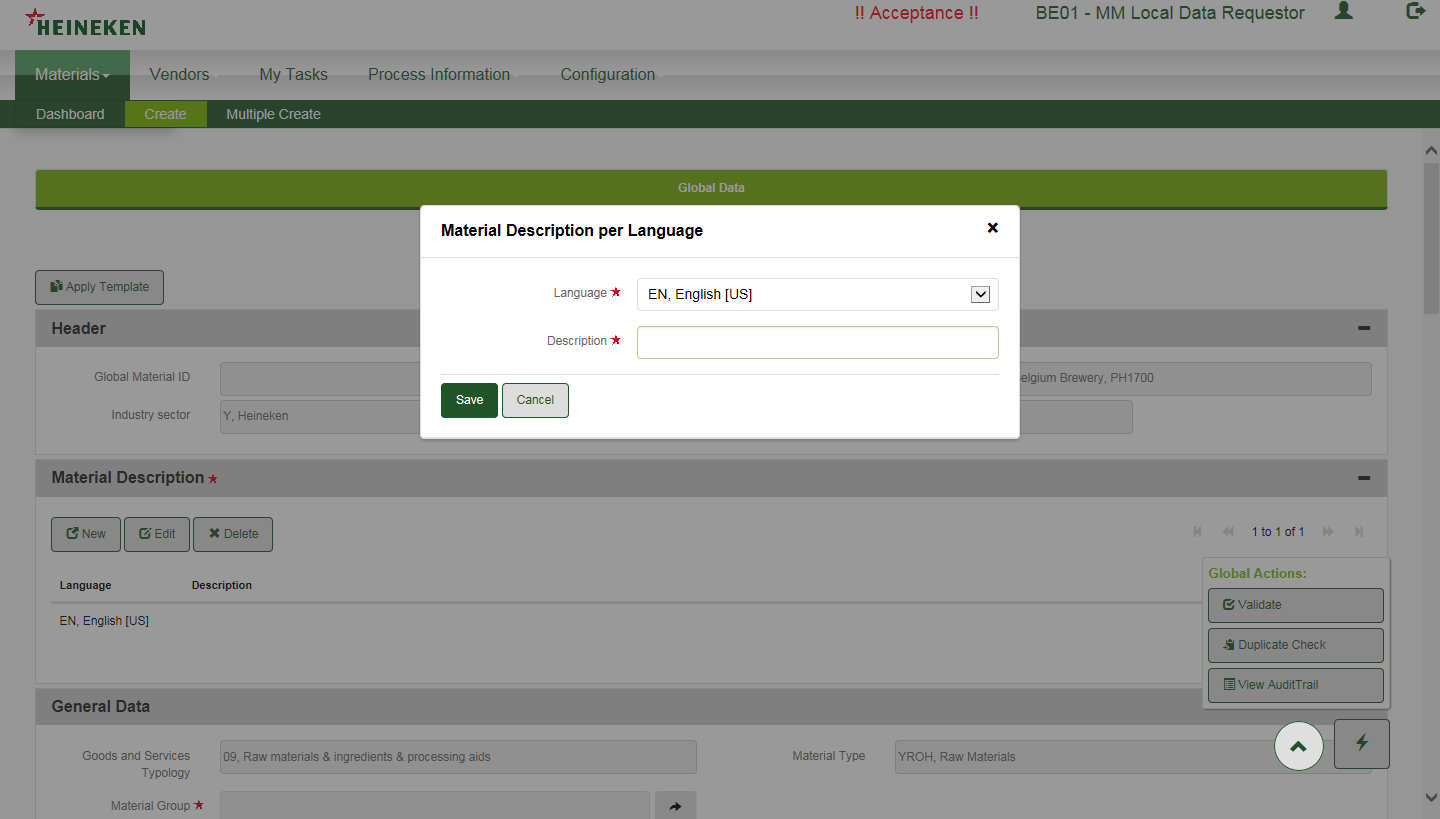 HEINEKEN
!! Acceptance !!
BE01 - MM Local Data Requestor
Materials
Vendors
My Tasks
Process Information
Configuration
Dashboard
Create
Multiple Create
Global Data
Material Description per Language
Language
EN, English [US]
Description
Save
Cancel
Apply Template
Header
Global Material ID
elgium Brewery, PH1700
Industry sector
Y, Heineken
Material Description
New
Edit
Delete
1 to 1 of 1
Language Description
EN, English [US]
Global Actions:
Validate
Duplicate Check
View AuditTrail
General Data
Goods and Services
Typology
09, Raw materials & ingredients & processing aids
Material Type
YROH, Raw Materials
Material Group